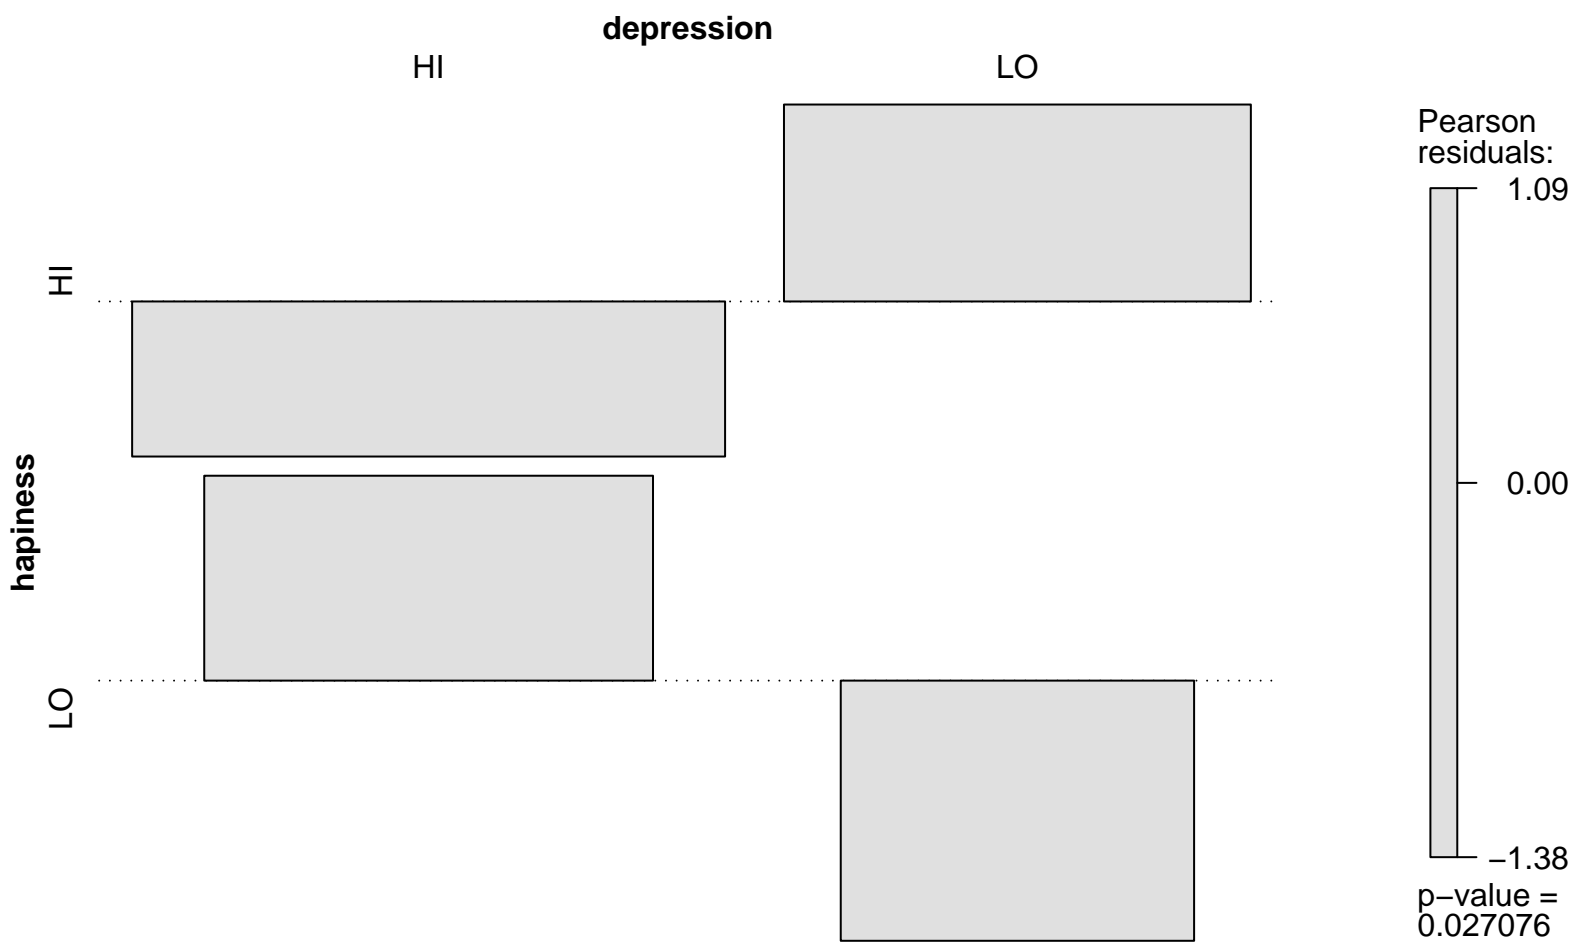 depression
HI
LO
hapiness
HI
LO
Pearson
residuals:
1.09
0.00
−1.38
p−value =
0.027076